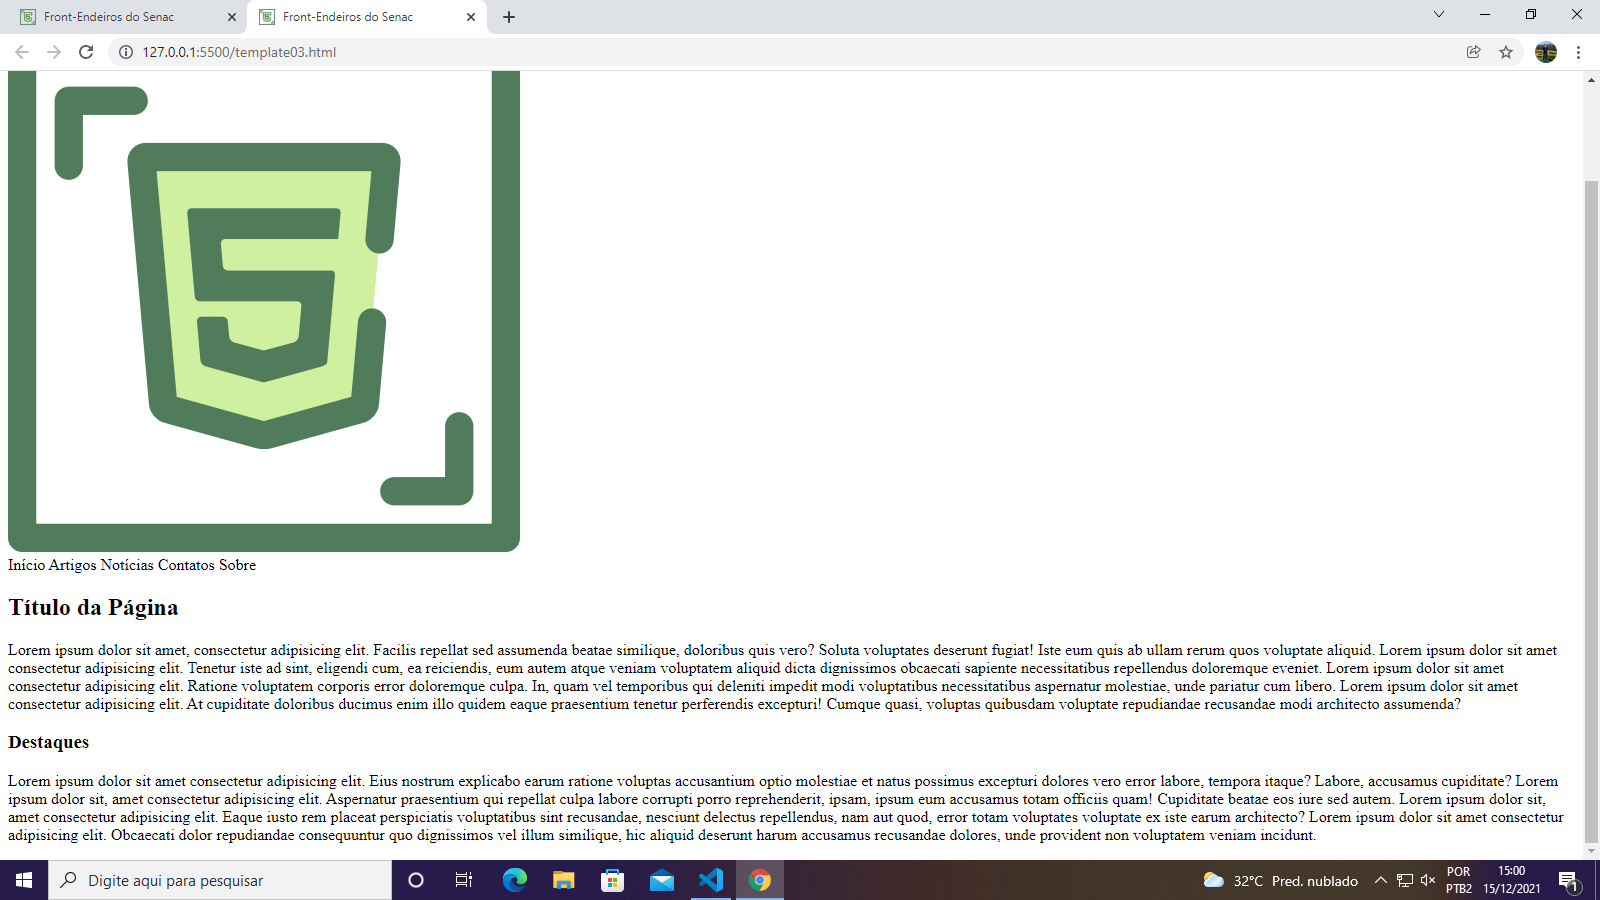 Front-Endeiros do Senac
Front-Endeiros do Senac
127.0.0.1:5500/template03.html
5
Início Artigos Notícias Contatos Sobre
Título da Página
Lorem ipsum dolor sit amet, consectetur adipisicing elit. Facilis repellat sed assumenda beatae similique, doloribus quis vero? Soluta voluptates deserunt fugiat! Iste eum quis ab ullam rerum quos voluptate aliquid. Lorem ipsum dolor sit amet
consectetur adipisicing elit. Tenetur iste ad sint, eligendi cum, ea reiciendis, eum autem atque veniam voluptatem aliquid dicta dignissimos obcaecati sapiente necessitatibus repellendus doloremque eveniet. Lorem ipsum dolor sit amet
consectetur adipisicing elit. Ratione voluptatem corporis error doloremque culpa. In, quam vel temporibus qui deleniti impedit modi voluptatibus necessitatibus aspernatur molestiae, unde pariatur cum libero. Lorem ipsum dolor sit amet
consectetur adipisicing elit. At cupiditate doloribus ducimus enim illo quidem eaque praesentium tenetur perferendis excepturi! Cumque quasi, voluptas quibusdam voluptate repudiandae recusandae modi architecto assumenda?
Destaques
Lorem ipsum dolor sit amet consectetur adipisicing elit. Eius nostrum explicabo earum ratione voluptas accusantium optio molestiae et natus possimus excepturi dolores vero error labore, tempora itaque? Labore, accusamus cupiditate? Lorem
ipsum dolor sit, amet consectetur adipisicing elit. Aspernatur praesentium qui repellat culpa labore corrupti porro reprehenderit, ipsam, ipsum eum accusamus totam officiis quam! Cupiditate beatae eos iure sed autem. Lorem ipsum dolor sit,
amet consectetur adipisicing elit. Eaque iusto rem placeat perspiciatis voluptatibus sint recusandae, nesciunt delectus repellendus, nam aut quod, error totam voluptates voluptate ex iste earum architecto? Lorem ipsum dolor sit amet consectetur
adipisicing elit. Obcaecati dolor repudiandae consequuntur quo dignissimos vel illum similique, hic aliquid deserunt harum accusamus recusandae dolores, unde provident non voluptatem veniam incidunt.
Digite aqui para pesquisar
32°C Pred. nublado
POR
PTB2
15:00
15/12/2021
1